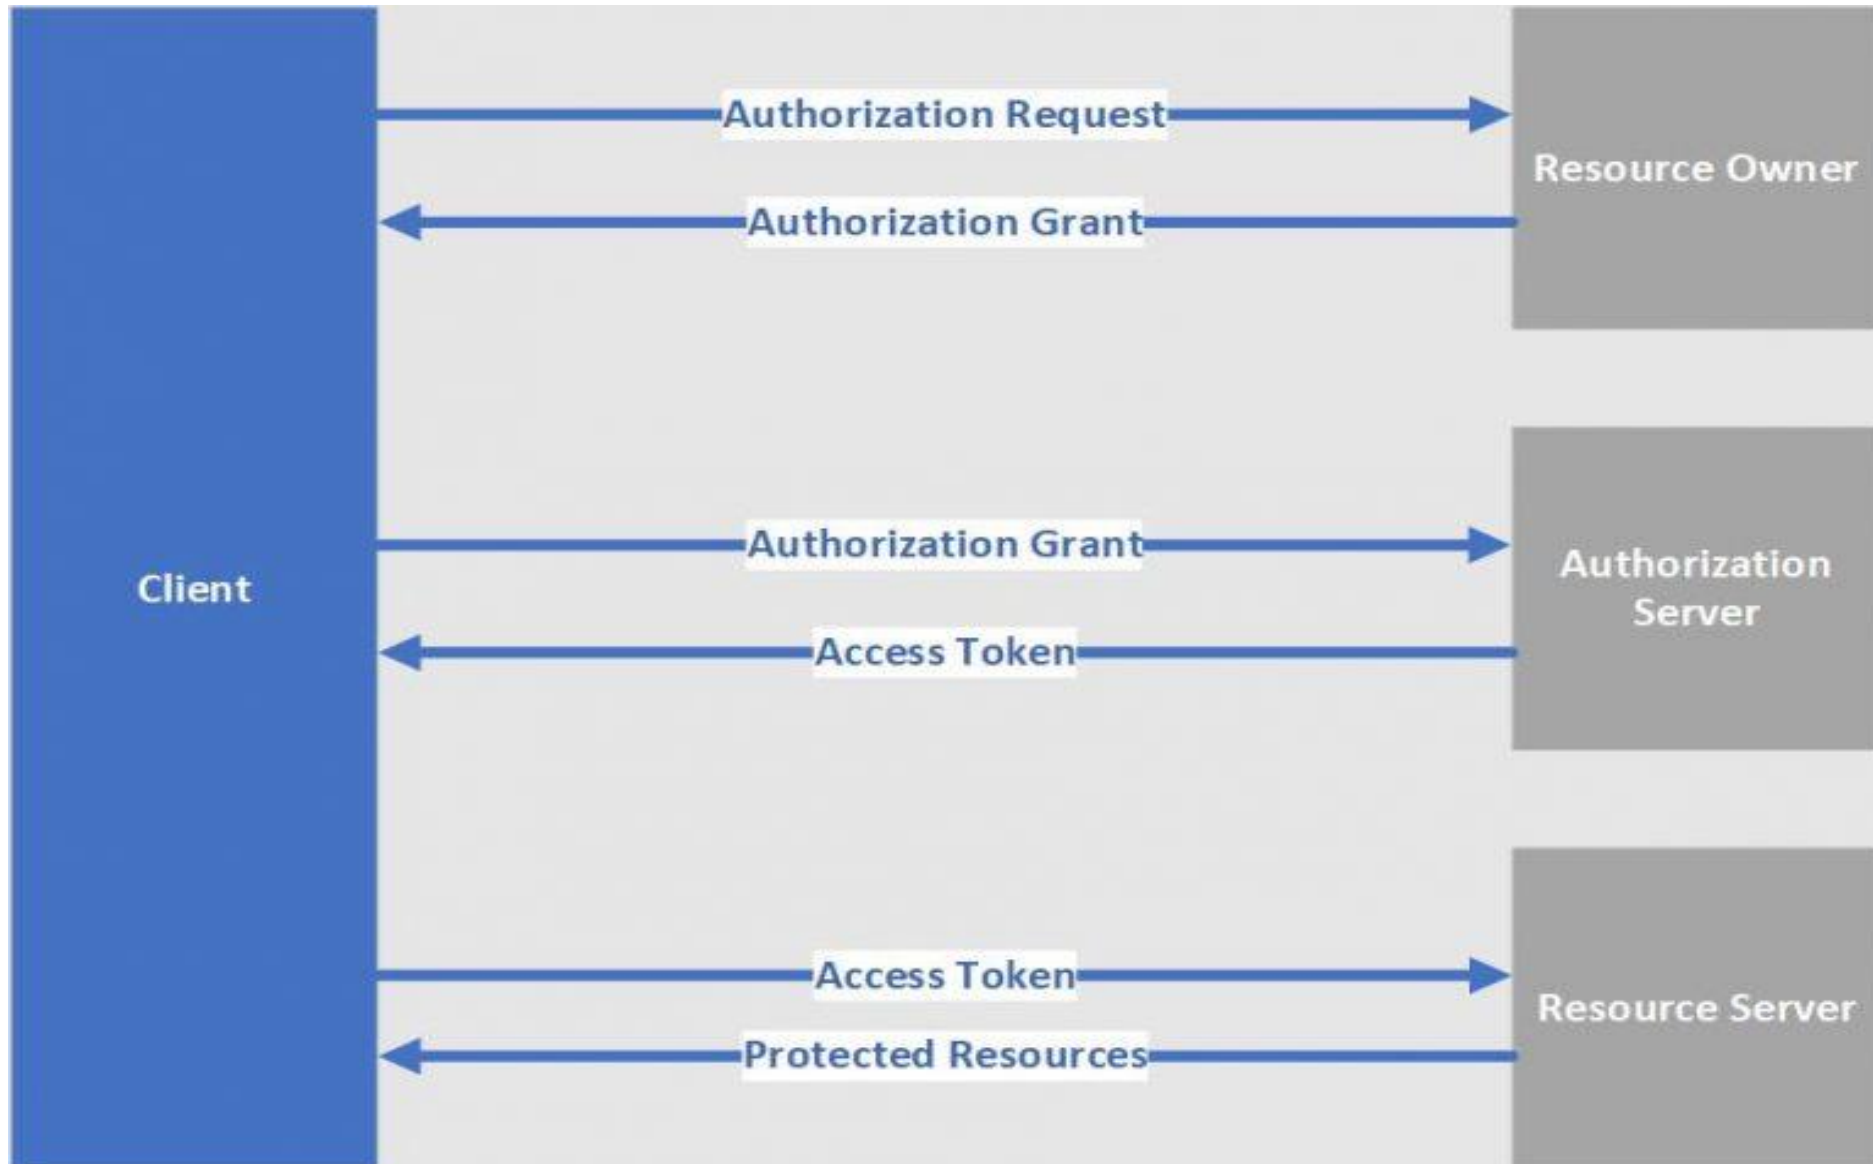 Authorization Request
Resource Owner
Authorization Grant
Authorization Grant
Authorization
Server
Client
Access Token
Access Token
Resource Server
Protected Resources